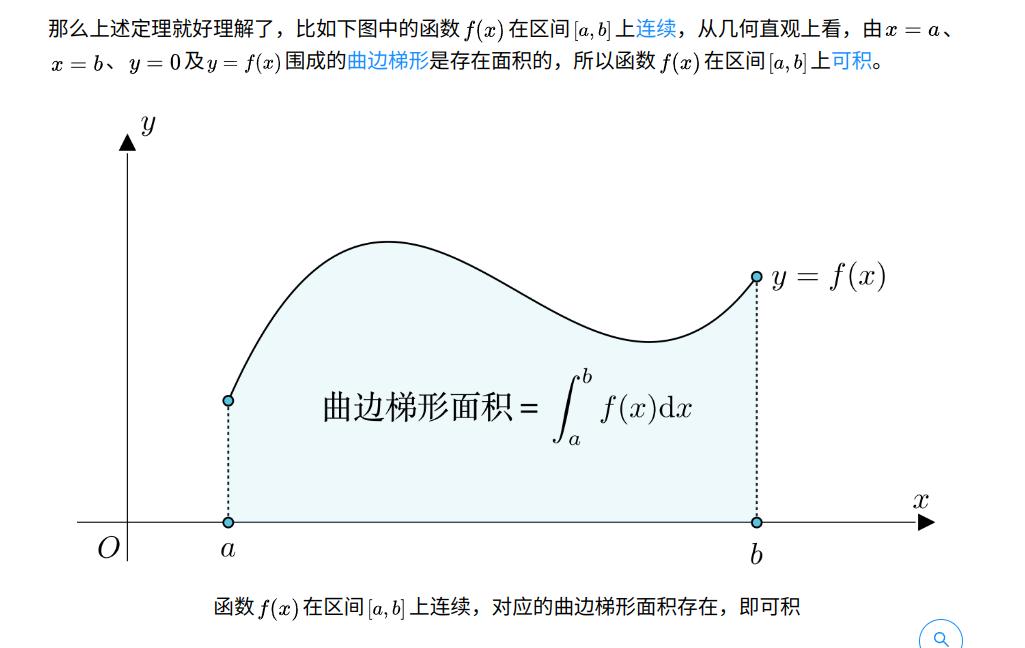 那么上述定理就好理解了，比如下图中的函数 f(x) 在区间 [a, b] 上连续，从几何直观上看，由 x = a、
x = b、 y = 0 及 y = f(x) 围成的曲边梯形是存在面积的，所以函数 f(x) 在区间 [a, b] 上可积。
y
y = f(x)
曲边梯形面积 = ∫_a^b f(x)dx
x
O
a
b
函数 f(x) 在区间 [a, b] 上连续，对应的曲边梯形面积存在，即可积